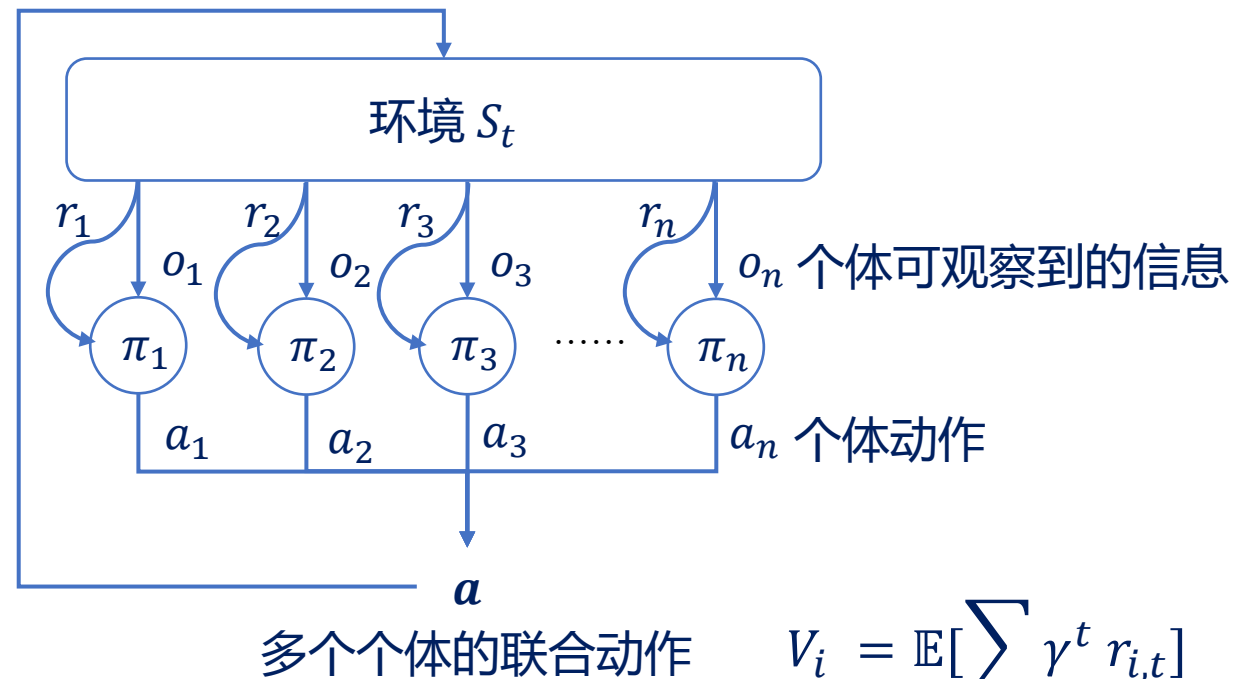 环境 S_t
r_1 r_2 r_3 r_n
o_1 o_2 o_3 o_n 个体可观察到的信息
π_1 π_2 π_3 …… π_n
a_1 a_2 a_3 a_n 个体动作
a
多个个体的联合动作 V_i = 𝔼[∑ γ^t r_{i,t}]